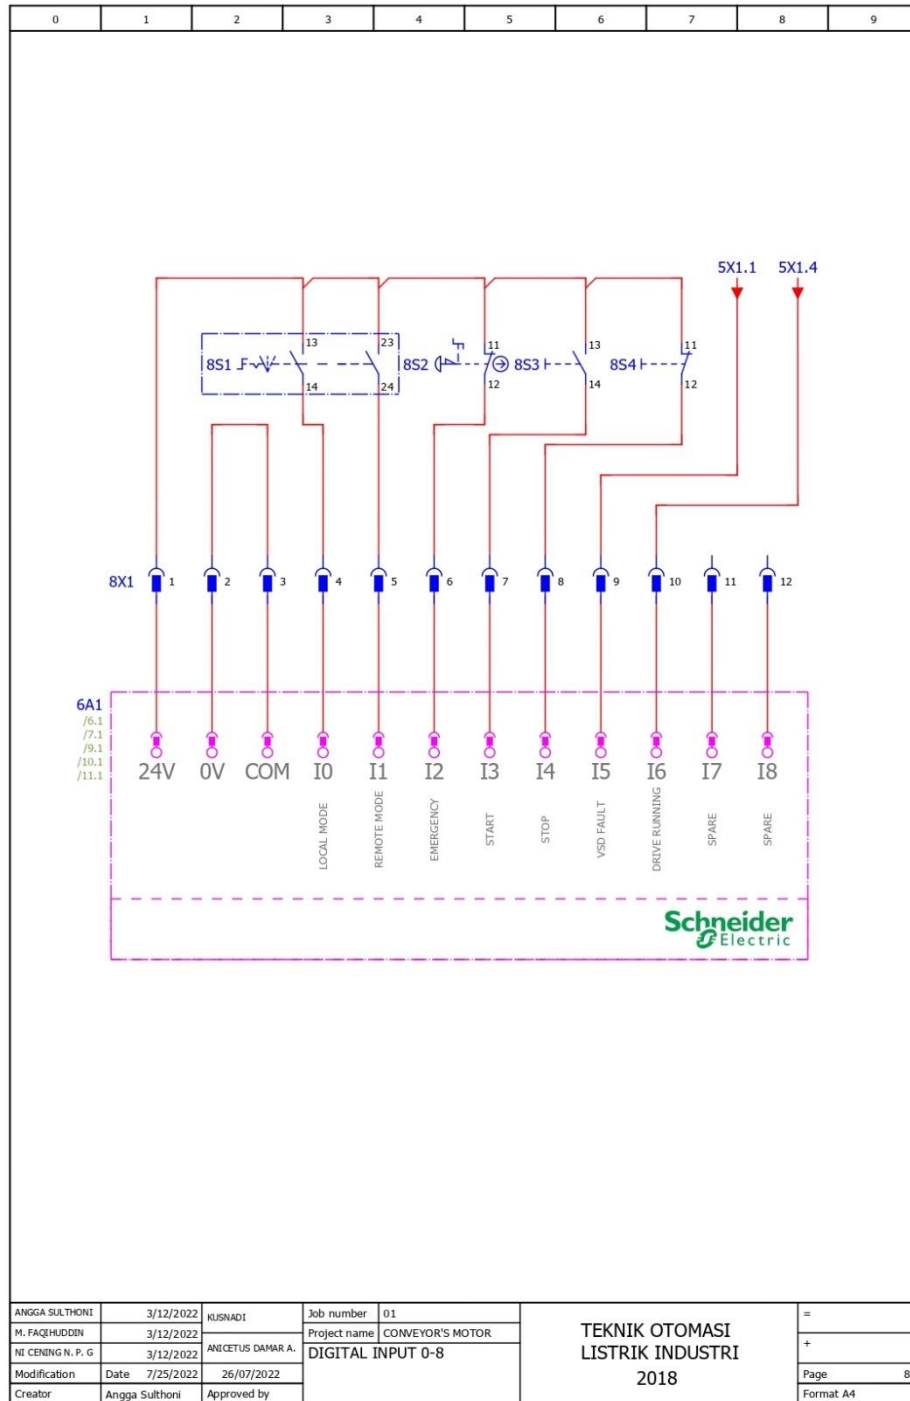 0 1 2 3 4 5 6 7 8 9
5X1.1 5X1.4
13 23 11 13 11
8S1 8S2 8S3 8S4
14 24 12 14 12
8X1 1 2 3 4 5 6 7 8 9 10 11 12
6A1
/6.1
/7.1
/9.1
/10.1
/11.1
24V 0V COM I0 I1 I2 I3 I4 I5 I6 I7 I8
LOCAL MODE
REMOTE MODE
EMERGENCY
START
STOP
VSD FAULT
DRIVE RUNNING
SPARE
SPARE
Schneider
Electric
ANGGA SULTHONI 3/12/2022 KUSNADI Job number 01
M. FAQIHUDDIN 3/12/2022 Project name CONVEYOR'S MOTOR
NI CENING N. P. G 3/12/2022 ANICETUS DAMAR A. DIGITAL INPUT 0-8
Modification Date 7/25/2022 26/07/2022
Creator Angga Sulthoni Approved by
TEKNIK OTOMASI
LISTRIK INDUSTRI
2018
=
+
Page 8
Format A4